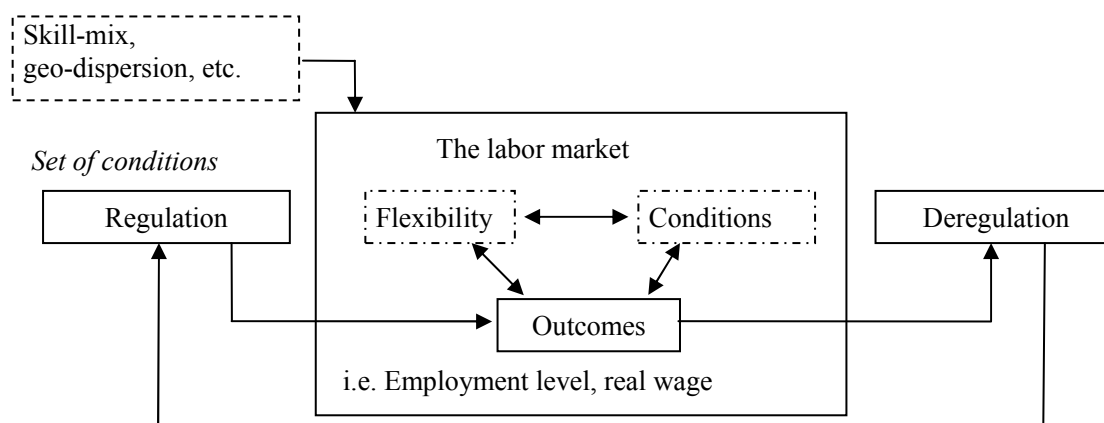 Skill-mix,
geo-dispersion, etc.
The labor market
Set of conditions
Regulation
Flexibility
Conditions
Deregulation
Outcomes
i.e. Employment level, real wage